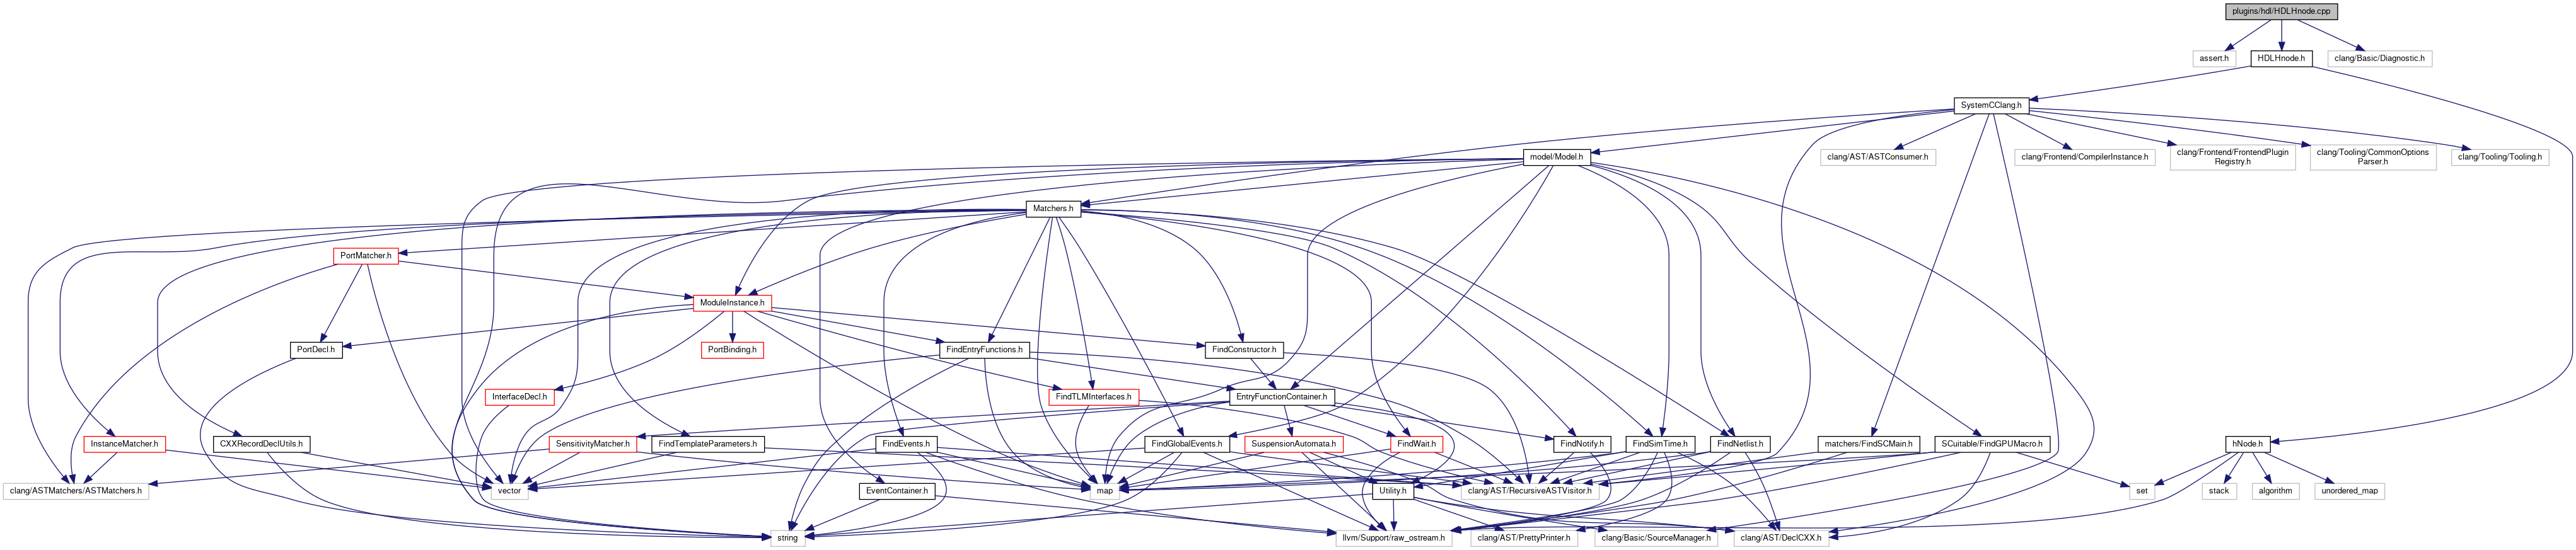 plugins/hdl/HDLHnode.cpp
assert.h
HDLHnode.h
clang/Basic/Diagnostic.h
SystemCClang.h
model/Model.h
clang/AST/ASTConsumer.h
clang/Frontend/CompilerInstance.h
clang/Frontend/FrontendPlugin
Registry.h
clang/Tooling/CommonOptions
Parser.h
clang/Tooling/Tooling.h
Matchers.h
PortMatcher.h
ModuleInstance.h
PortDecl.h
PortBinding.h
FindEntryFunctions.h
FindConstructor.h
InterfaceDecl.h
FindTLMInterfaces.h
EntryFunctionContainer.h
InstanceMatcher.h
CXXRecordDeclUtils.h
SensitivityMatcher.h
FindTemplateParameters.h
FindEvents.h
FindGlobalEvents.h
SuspensionAutomata.h
FindWait.h
FindNotify.h
FindSimTime.h
FindNetlist.h
matchers/FindSCMain.h
SCuitable/FindGPUMacro.h
hNode.h
clang/ASTMatchers/ASTMatchers.h
vector
EventContainer.h
map
Utility.h
clang/AST/RecursiveASTVisitor.h
set
stack
algorithm
unordered_map
string
llvm/Support/raw_ostream.h
clang/AST/PrettyPrinter.h
clang/Basic/SourceManager.h
clang/AST/DeclCXX.h